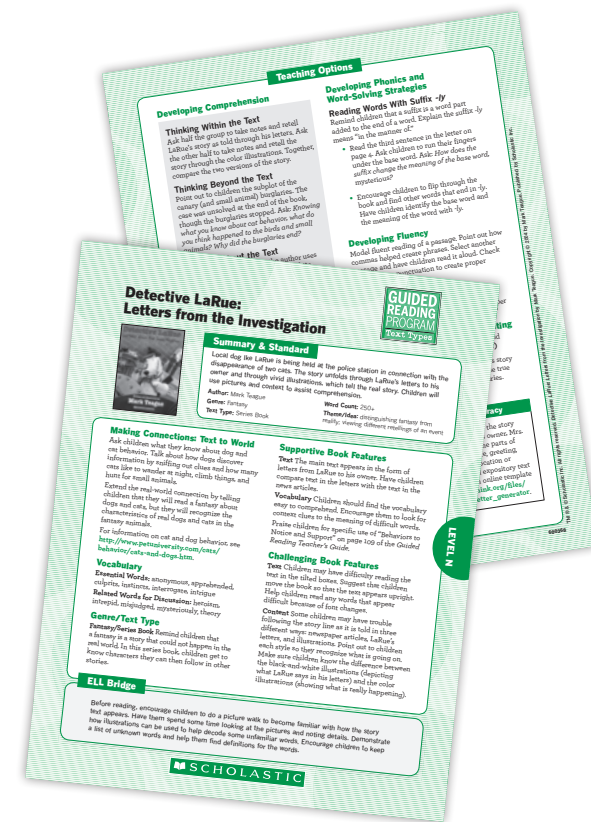 Teaching Options
Developing Comprehension
Thinking Within the Text
Ask half the group to take notes and retell
LaRue's story as told through his letters. Ask
the other half to take notes and retell the
story through the color illustrations. Together,
compare the two versions of the story.
Thinking Beyond the Text
Point out to children the subplot of the
canary (and small animal) burglaries. The
case was unsolved at the end of the book,
though the burglaries stopped. Ask: Knowing
what you know about cat behavior, what do
you think happened to the birds and small
animals? Why did the burglaries end?
the Text
author uses
Developing Phonics and
Word-Solving Strategies
Reading Words With Suffix -ly
Remind children that a suffix is a word part
added to the end of a word. Explain the suffix -ly
means "in the manner of."
• Read the third sentence in the letter on
page 4. Ask children to run their fingers
under the base word. Ask: How does the
suffix change the meaning of the base word,
mysterious?
• Encourage children to flip through the
book and find other words that end in -ly.
Have children identify the base word and
the meaning of the word with -ly.
Developing Fluency
Model fluent reading of a passage. Point out how
commas helped create phrases. Select another
and have children read it aloud. Check
to create proper
story
true
the story
owner, Mrs.
parts of
greeting,
or
expository text
online template
ink.org/files/
etter_generator.
Detective LaRue:
Letters from the Investigation
GUIDED
READING
PROGRAM
Text Types
Summary & Standard
Local dog Ike LaRue is being held at the police station in connection with the
disappearance of two cats. The story unfolds through LaRue's letters to his
owner and through vivid illustrations, which tell the real story. Children will
use pictures and context to assist comprehension.
Author: Mark Teague
Genre: Fantasy
Text Type: Series Book
Word Count: 250+
Theme/Idea: distinguishing fantasy from
reality; viewing different retellings of an event
Mark Teague
Making Connections: Text to World
Ask children what they know about dog and
cat behavior. Talk about how dogs discover
information by sniffing out clues and how many
cats like to wander at night, climb things, and
hunt for small animals.
Extend the real-world connection by telling
children that they will read a fantasy about
dogs and cats, but they will recognize the
characteristics of real dogs and cats in the
fantasy animals.
For information on cat and dog behavior, see
http://www.petuniversity.com/cats/
behavior/cats-and-dogs.htm.
Vocabulary
Essential Words: anonymous, apprehended,
culprits, instincts, interrogate, intrigue
Related Words for Discussion: heroism,
intrepid, misjudged, mysteriously, theory
Genre/Text Type
Fantasy/Series Book Remind children that
a fantasy is a story that could not happen in the
real world. In this series book, children get to
know characters they can then follow in other
stories.
Supportive Book Features
Text The main text appears in the form of
letters from LaRue to his owner. Have children
compare text in the letters with the text in the
news articles.
Vocabulary Children should find the vocabulary
easy to comprehend. Encourage them to look for
context clues to the meaning of difficult words.
Praise children for specific use of "Behaviors to
Notice and Support" on page 109 of the Guided
Reading Teacher's Guide.
Challenging Book Features
Text Children may have difficulty reading the
text in the tilted boxes. Suggest that children
move the book so that the text appears upright.
Help children read any words that appear
difficult because of font changes.
Content Some children may have trouble
following the story line as it is told in three
different ways: newspaper articles, LaRue's
letters, and illustrations. Point out to children
each style so they recognize what is going on.
Make sure children know the difference between
the black-and-white illustrations (depicting
what LaRue says in his letters) and the color
illustrations (showing what is really happening).
LEVEL N
ELL Bridge
Before reading, encourage children to do a picture walk to become familiar with how the story
text appears. Have them spend some time looking at the pictures and noting details. Demonstrate
how illustrations can be used to help decode some unfamiliar words. Encourage children to keep
a list of unknown words and help them find definitions for the words.
SCHOLASTIC